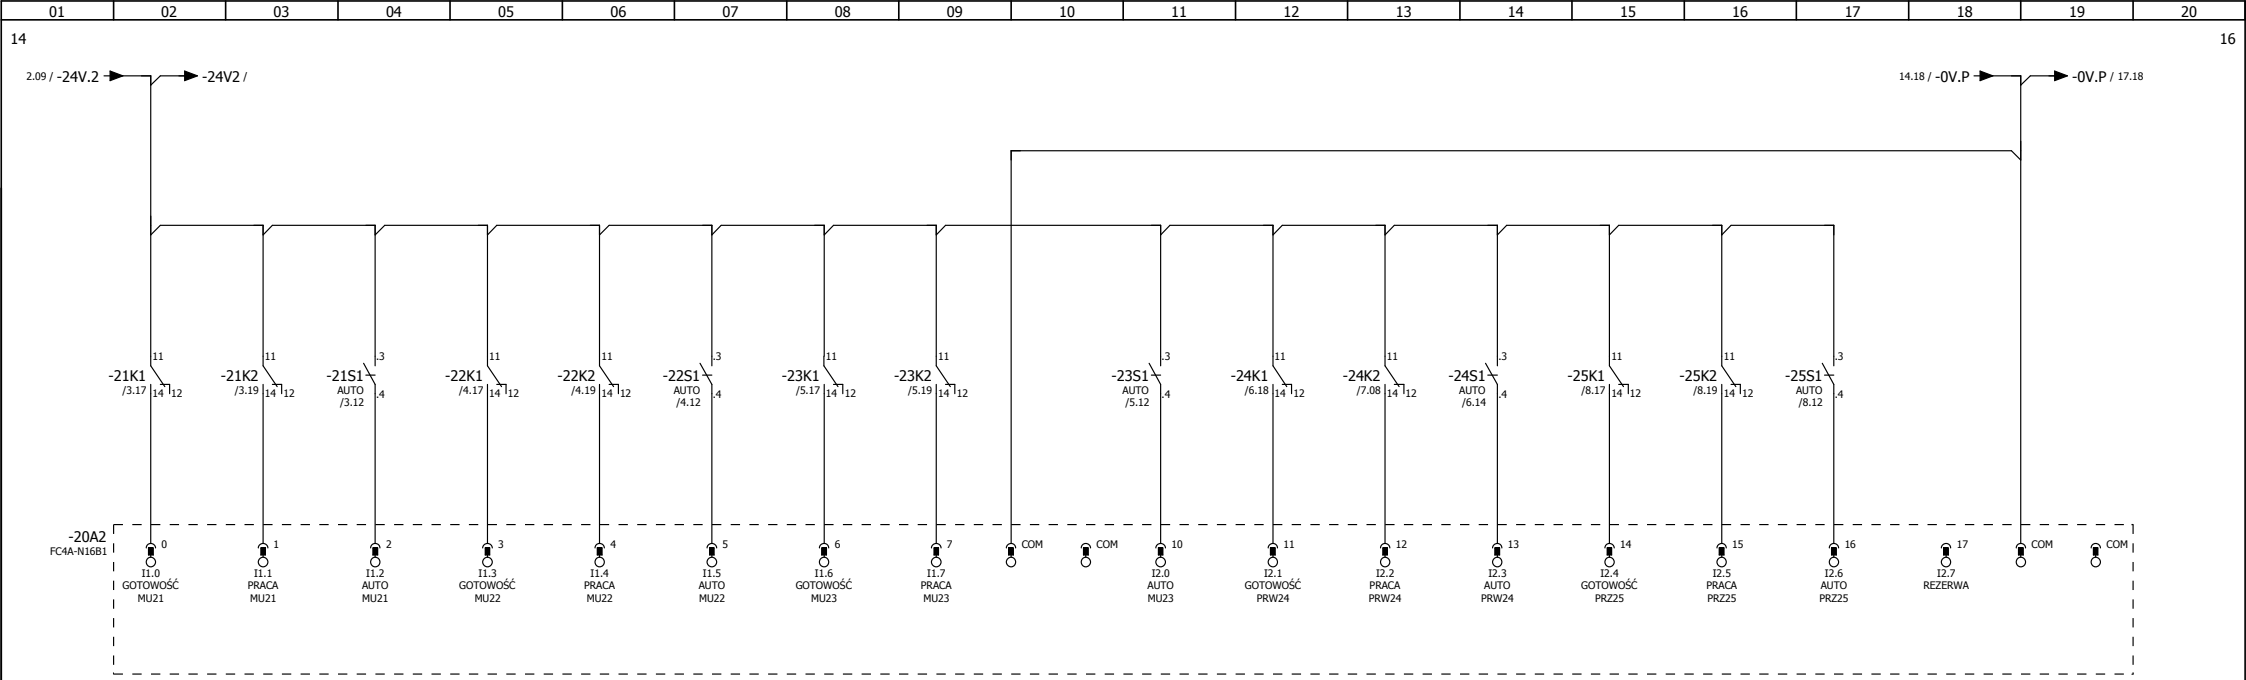 01 02 03 04 05 06 07 08 09 10 11 12 13 14 15 16 17 18 19 20
14 16
2.09 / -24V.2 -24V2 / 14.18 / -0V.P -0V.P / 17.18
11 11 .3 11 11 .3 11 11 .3 11 11 .3 11 11 .3
-21K1 -21K2 -21S1 -22K1 -22K2 -22S1 -23K1 -23K2 -23S1 -24K1 -24K2 -24S1 -25K1 -25K2 -25S1
/3.17 14 12 /3.19 14 12 AUTO .4 /4.17 14 12 /4.19 14 12 AUTO .4 /5.17 14 12 /5.19 14 12 AUTO .4 /6.18 14 12 /7.08 14 12 AUTO .4 /8.17 14 12 /8.19 14 12 AUTO .4
/3.12 /4.12 /5.12 /6.14 /8.12
-20A2
FC4A-N16B1
0 1 2 3 4 5 6 7 COM COM 10 11 12 13 14 15 16 17 COM COM
I1.0 I1.1 I1.2 I1.3 I1.4 I1.5 I1.6 I1.7 I2.0 I2.1 I2.2 I2.3 I2.4 I2.5 I2.6 I2.7
GOTOWOŚĆ PRACA AUTO GOTOWOŚĆ PRACA AUTO GOTOWOŚĆ PRACA AUTO GOTOWOŚĆ PRACA AUTO GOTOWOŚĆ PRACA AUTO REZERWA
MU21 MU21 MU21 MU22 MU22 MU22 MU23 MU23 MU23 PRW24 PRW24 PRW24 PRZ25 PRZ25 PRZ25